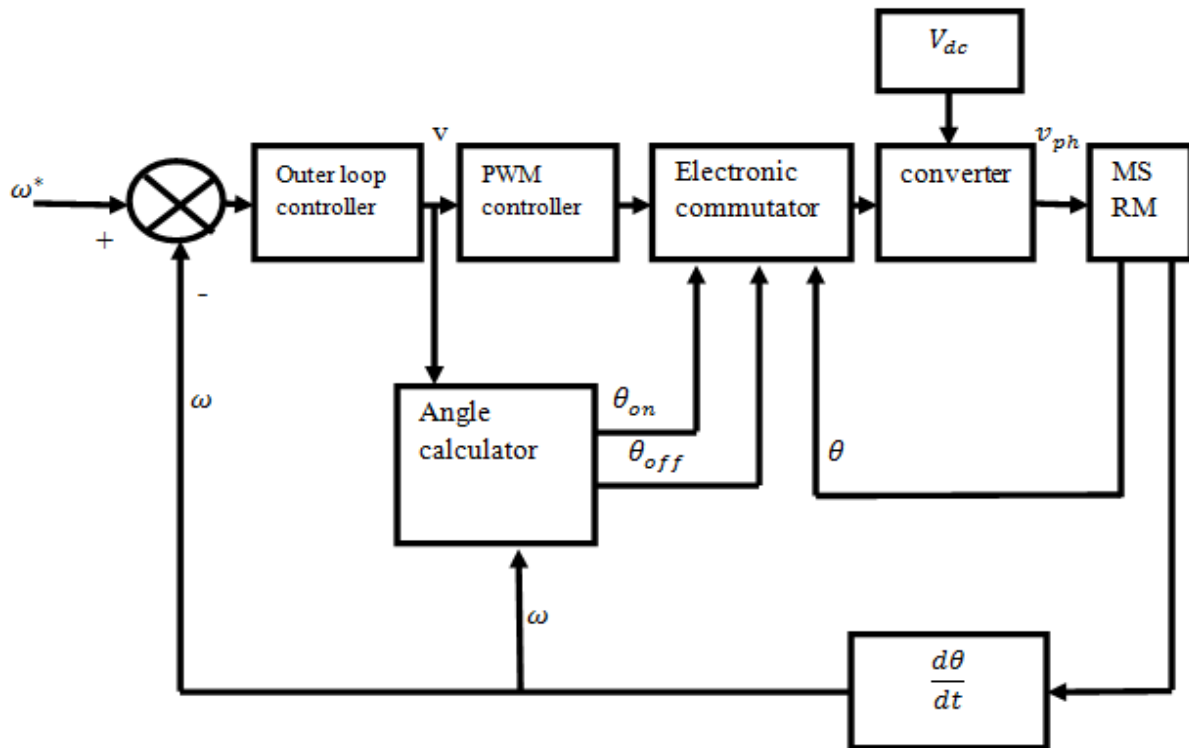 V_dc
v
v_ph
ω*
Outer loop
controller
PWM
controller
Electronic
commutator
converter
MS
RM
+
-
ω
Angle
calculator
θ_on
θ_off
θ
ω
dθ/dt